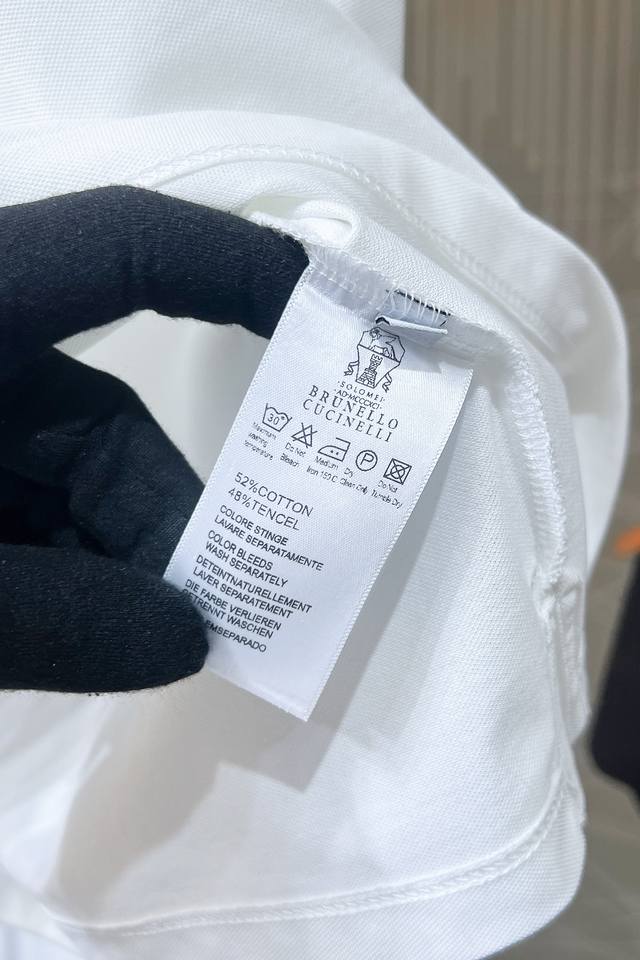 ·SOLOMEI·
·AD·MCCCXCI·
BRUNELLO
CUCINELLI
30°
P
Maximum washing temperature
Do Not Bleach
Medium Iron 150 C
Dry Clean Only
Do Not Tumble Dry
52%COTTON
48%TENCEL
COLORE STINGE
LAVARE SEPARATAMENTE
COLOR BLEEDS
WASH SEPARATELY
DETEINTNATURELLEMENT
LAVER SEPARATEMENT
DIE FARBE VERLIEREN
GETRENNT WASCHEN